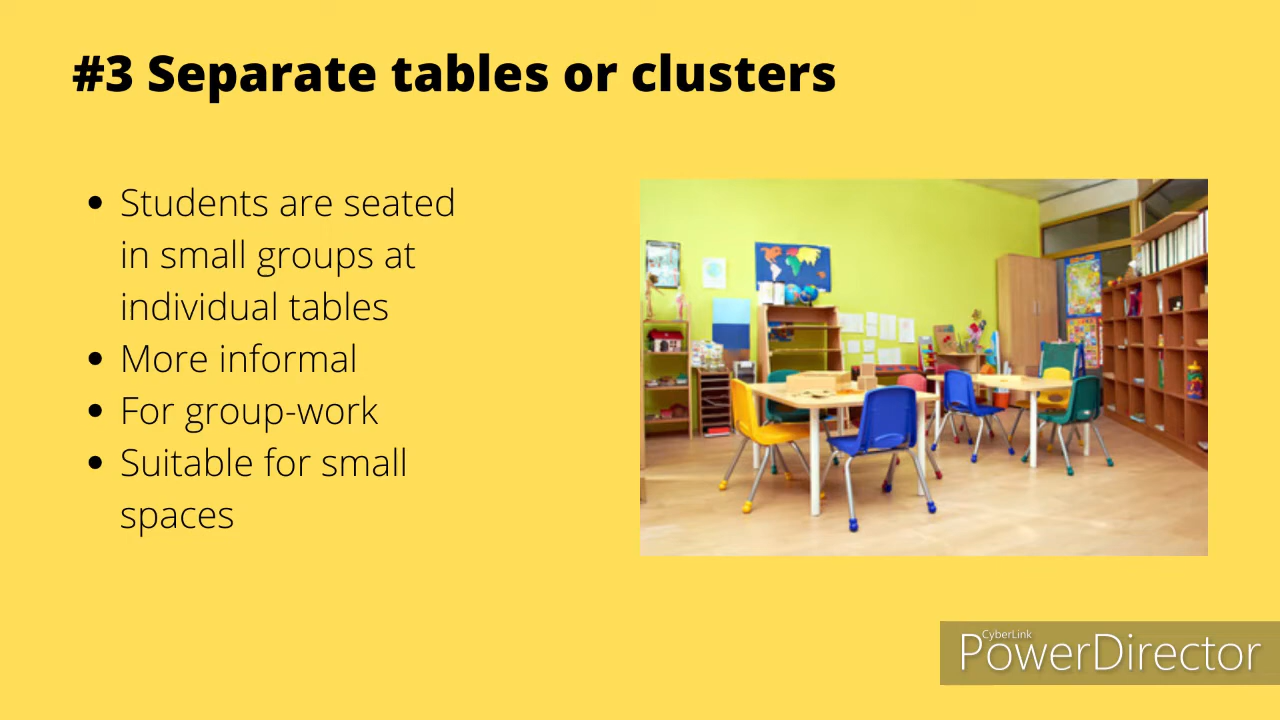 #3 Separate tables or clusters
Students are seated
in small groups at
individual tables
More informal
For group-work
Suitable for small
spaces
CyberLink
PowerDirector